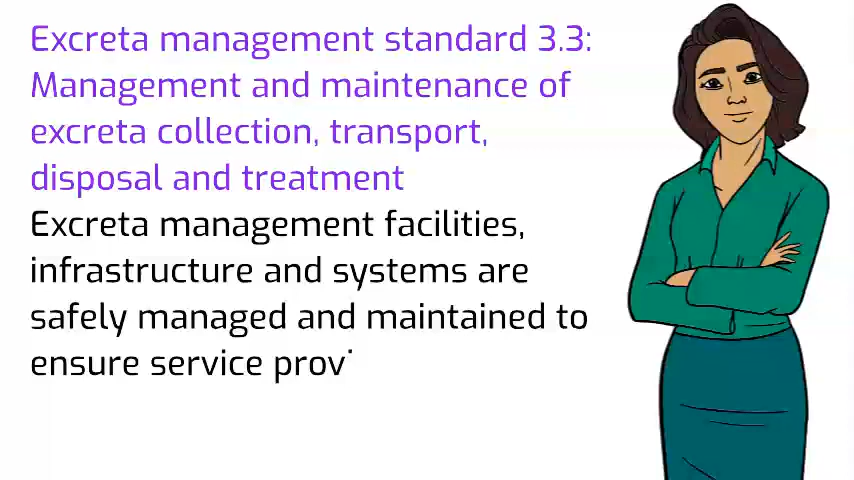 Excreta management standard 3.3:
Management and maintenance of
excreta collection, transport,
disposal and treatment
Excreta management facilities,
infrastructure and systems are
safely managed and maintained to
ensure service prov